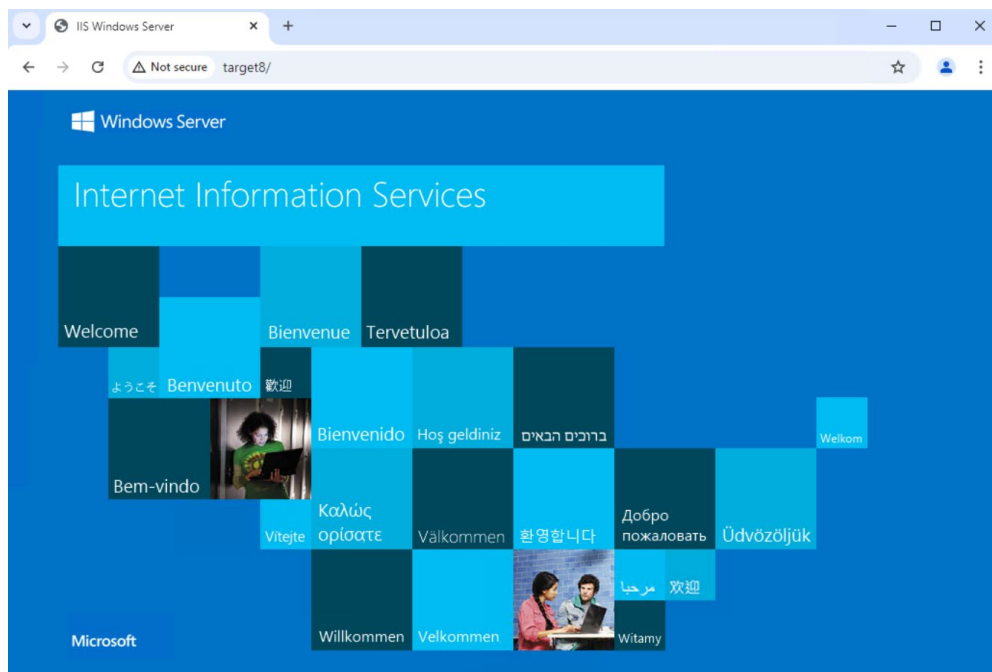 IIS Windows Server
Not secure target8/
Windows Server
Internet Information Services
Welcome
Bienvenue
Tervetuloa
ようこそ
Benvenuto
歡迎
Bienvenido
Hoş geldiniz
ברוכים הבאים
Welkom
Bem-vindo
Vítejte
Καλώς
ορίσατε
Välkommen
환영합니다
Добро
пожаловать
Üdvözöljük
مرحبا
欢迎
Microsoft
Willkommen
Velkommen
Witamy